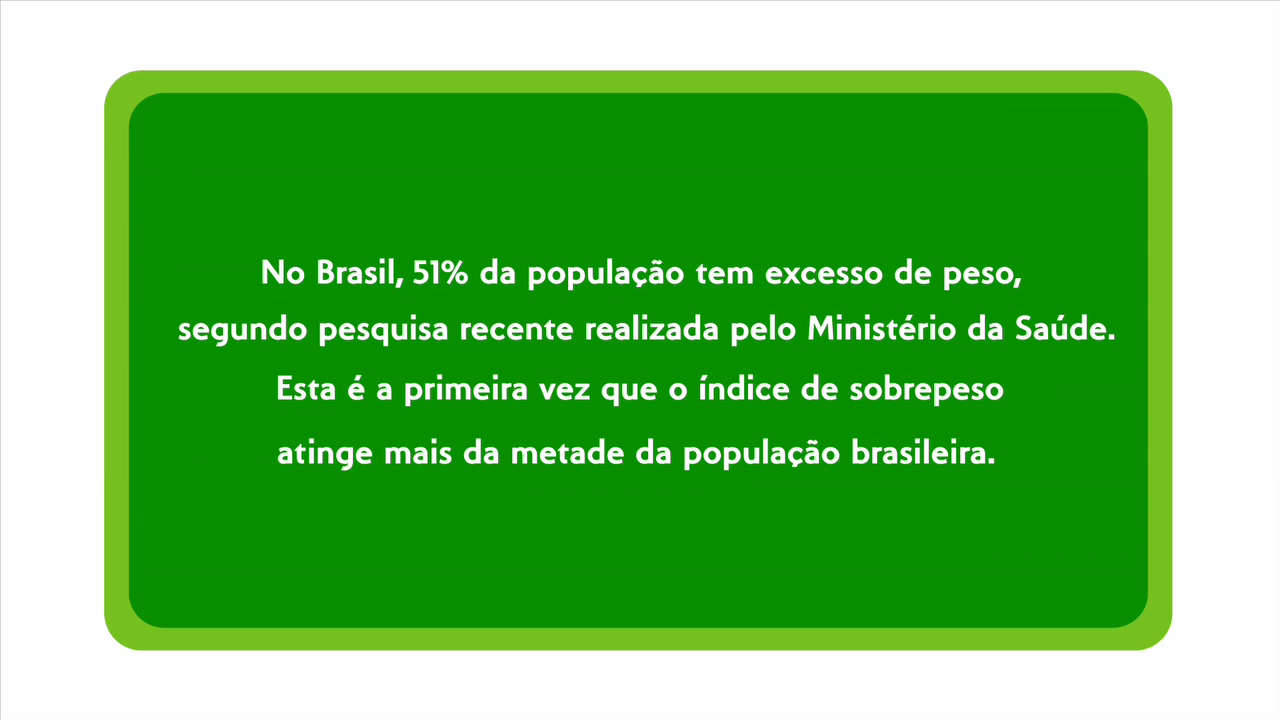 No Brasil, 51% da população tem excesso de peso,
segundo pesquisa recente realizada pelo Ministério da Saúde.
Esta é a primeira vez que o índice de sobrepeso
atinge mais da metade da população brasileira.